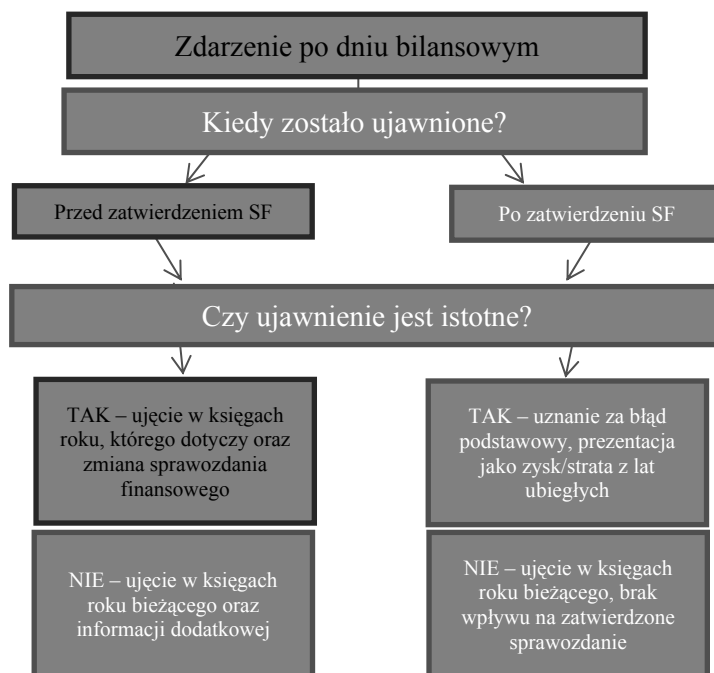 Zdarzenie po dniu bilansowym
Kiedy zostało ujawnione?
Przed zatwierdzeniem SF
Po zatwierdzeniu SF
Czy ujawnienie jest istotne?
TAK – ujęcie w księgach
roku, którego dotyczy oraz
zmiana sprawozdania
finansowego
TAK – uznanie za błąd
podstawowy, prezentacja
jako zysk/strata z lat
ubiegłych
NIE – ujęcie w księgach
roku bieżącego oraz
informacji dodatkowej
NIE – ujęcie w księgach
roku bieżącego, brak
wpływu na zatwierdzone
sprawozdanie